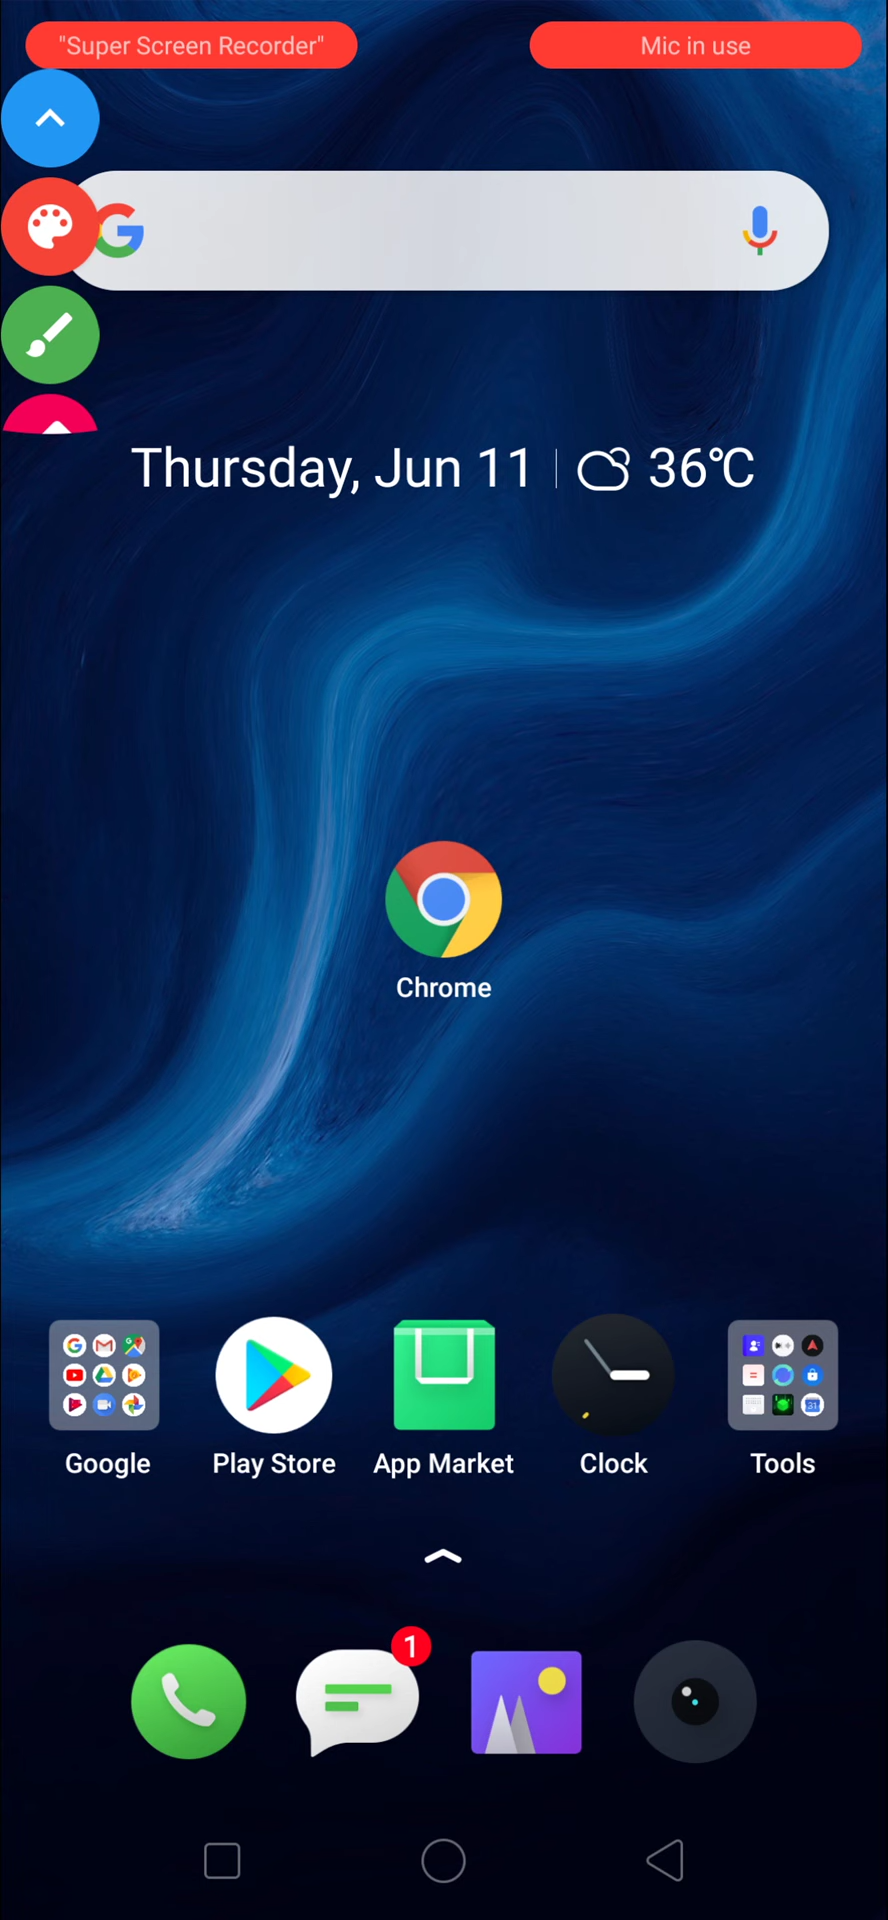 "Super Screen Recorder"
Mic in use
Thursday, Jun 11
36℃
Chrome
Google
Play Store
App Market
Clock
Tools
1